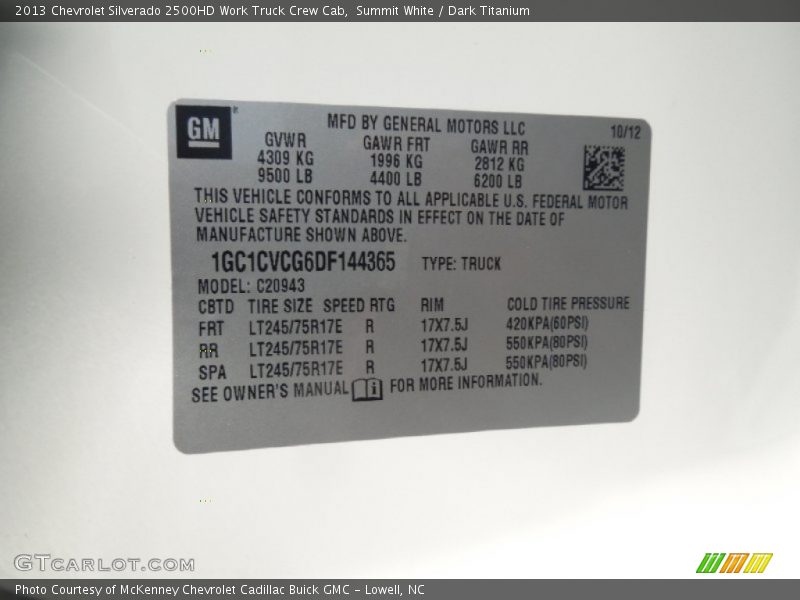 2013 Chevrolet Silverado 2500HD Work Truck Crew Cab, Summit White / Dark Titanium
GM
MFD BY GENERAL MOTORS LLC 10/12
GVWR GAWR FRT GAWR RR
4309 KG 1996 KG 2812 KG
9500 LB 4400 LB 6200 LB
THIS VEHICLE CONFORMS TO ALL APPLICABLE U.S. FEDERAL MOTOR
VEHICLE SAFETY STANDARDS IN EFFECT ON THE DATE OF
MANUFACTURE SHOWN ABOVE.
1GC1CVCG6DF144365 TYPE: TRUCK
MODEL: C20943
CBTD TIRE SIZE SPEED RTG RIM COLD TIRE PRESSURE
FRT LT245/75R17E R 17X7.5J 420KPA(60PSI)
RR LT245/75R17E R 17X7.5J 550KPA(80PSI)
SPA LT245/75R17E R 17X7.5J 550KPA(80PSI)
SEE OWNER'S MANUAL FOR MORE INFORMATION.
GTCARLOT.COM
Photo Courtesy of McKenney Chevrolet Cadillac Buick GMC - Lowell, NC